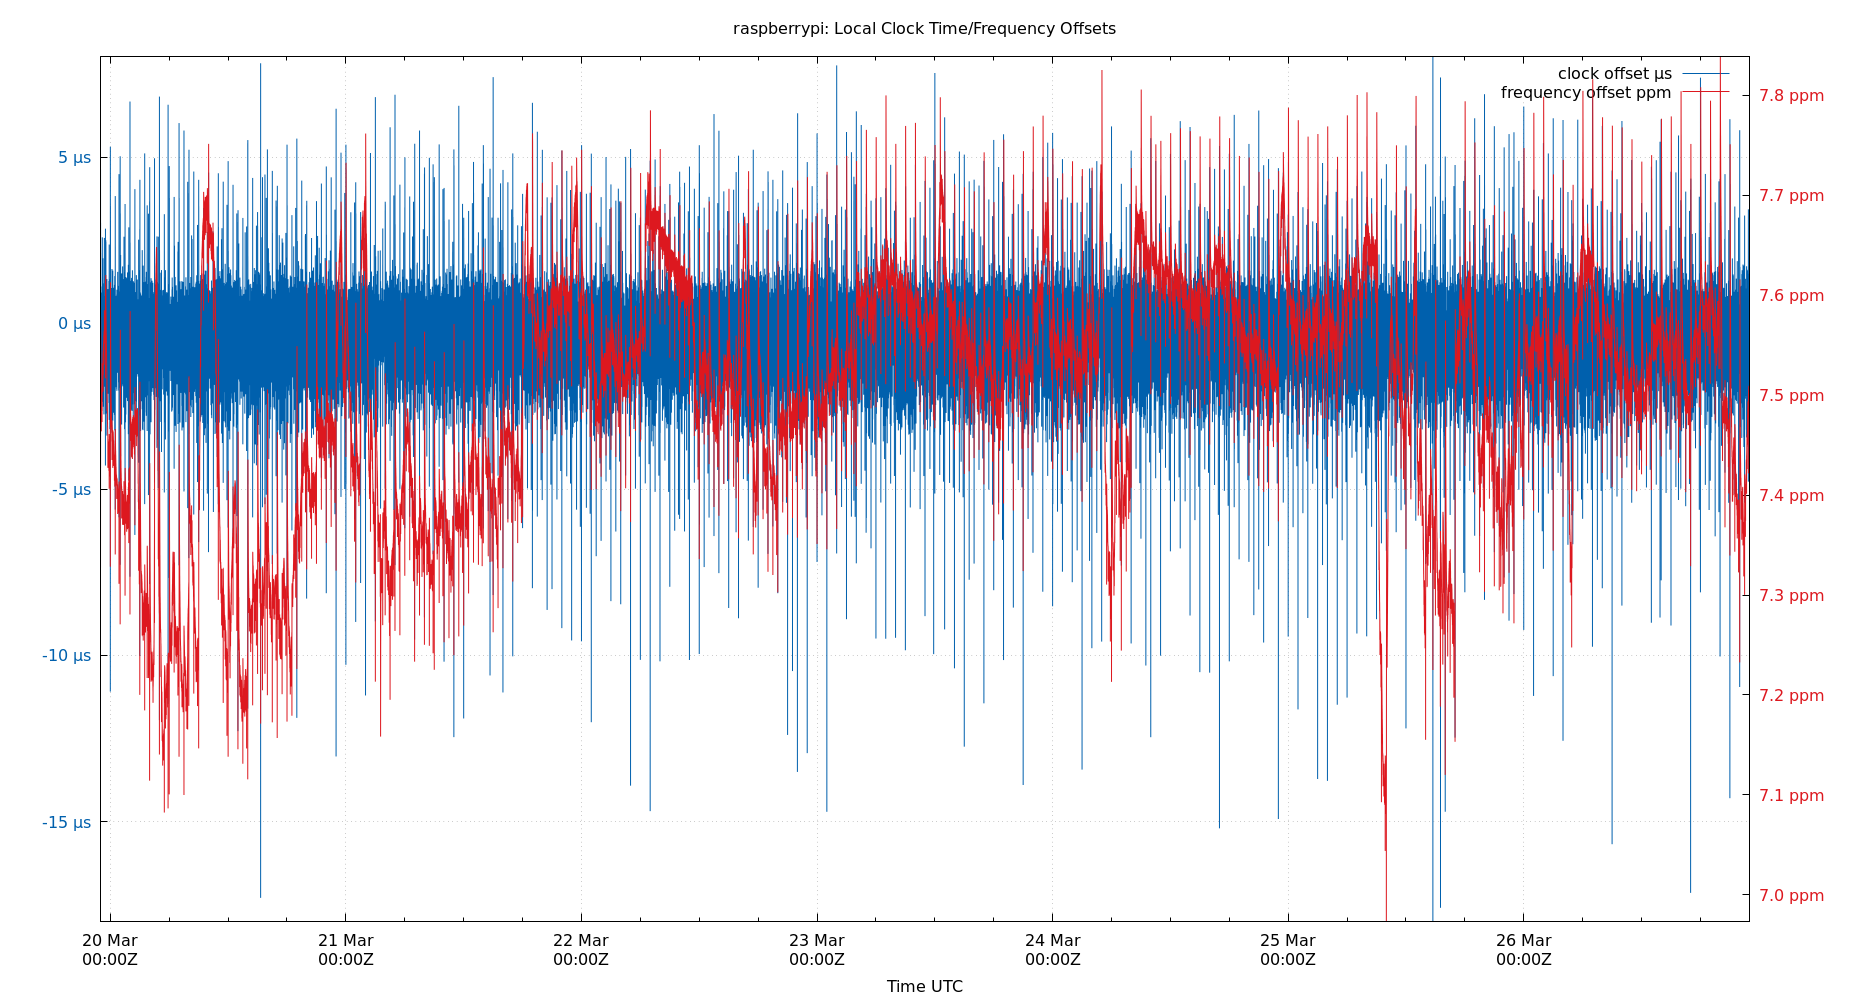 raspberrypi: Local Clock Time/Frequency Offsets
clock offset µs
frequency offset ppm
5 µs
0 µs
-5 µs
-10 µs
-15 µs
7.8 ppm
7.7 ppm
7.6 ppm
7.5 ppm
7.4 ppm
7.3 ppm
7.2 ppm
7.1 ppm
7.0 ppm
20 Mar
00:00Z
21 Mar
00:00Z
22 Mar
00:00Z
23 Mar
00:00Z
24 Mar
00:00Z
25 Mar
00:00Z
26 Mar
00:00Z
Time UTC